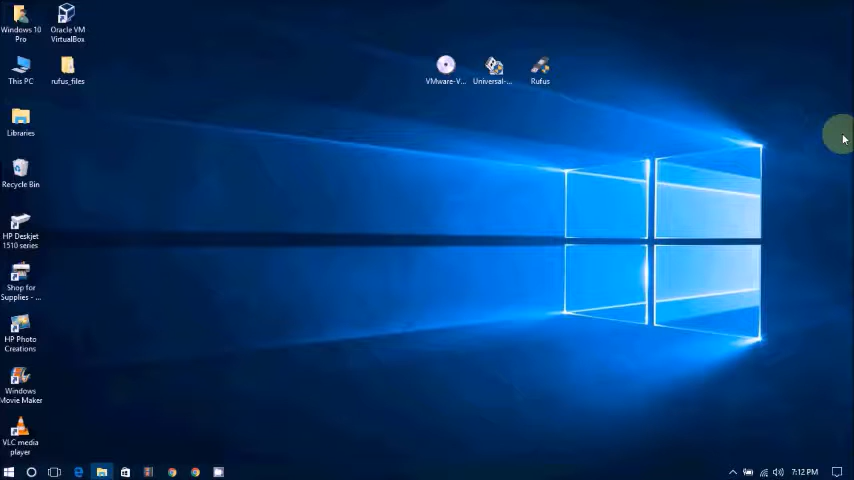 Windows 10
Pro
Oracle VM
VirtualBox
This PC
rufus_files
VMware-V...
Universal-...
Rufus
Libraries
Recycle Bin
HP Deskjet
1510 series
Shop for
Supplies - ...
HP Photo
Creations
Windows
Movie Maker
VLC media
player
7:12 PM